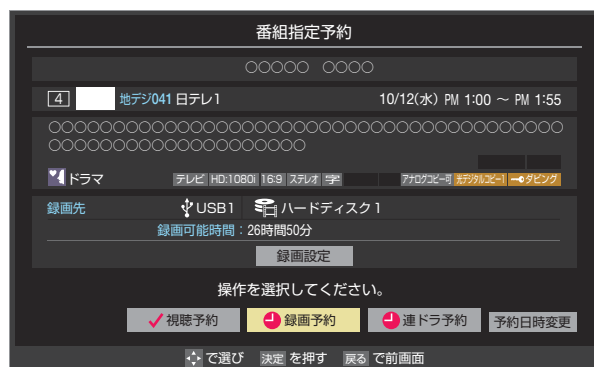 番組指定予約
○○○○○ ○○○○
4 地デジ041 日テレ1 10/12(水) PM 1:00 ～ PM 1:55
○○○○○○○○○○○○○○○○○○○○○○○○○○○○○○○○○○○○○○○○
○○○○○○○○○○○○○○○○○○○○
ドラマ テレビ HD:1080i 16:9 ステレオ 字 アナログコピー可 光デジタルコピー1 ダビング
録画先 USB1 ハードディスク1
録画可能時間：26時間50分
録画設定
操作を選択してください。
視聴予約 録画予約 連ドラ予約 予約日時変更
で選び 決定 を押す 戻る で前画面